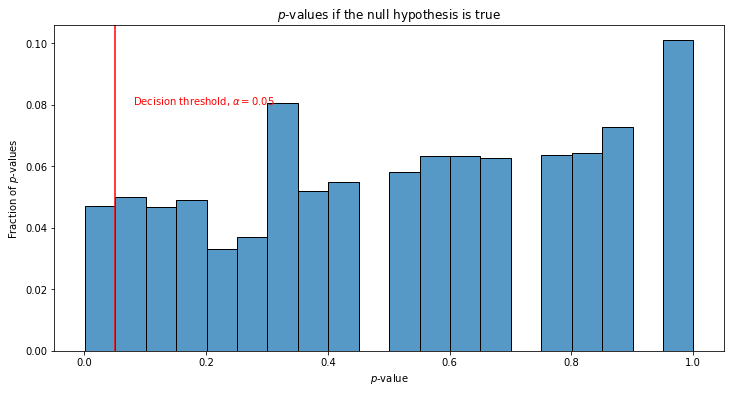 p-values if the null hypothesis is true
Fraction of p-values
0.10
0.08
0.06
0.04
0.02
0.00
Decision threshold, α = 0.05
0.0 0.2 0.4 0.6 0.8 1.0
p-value